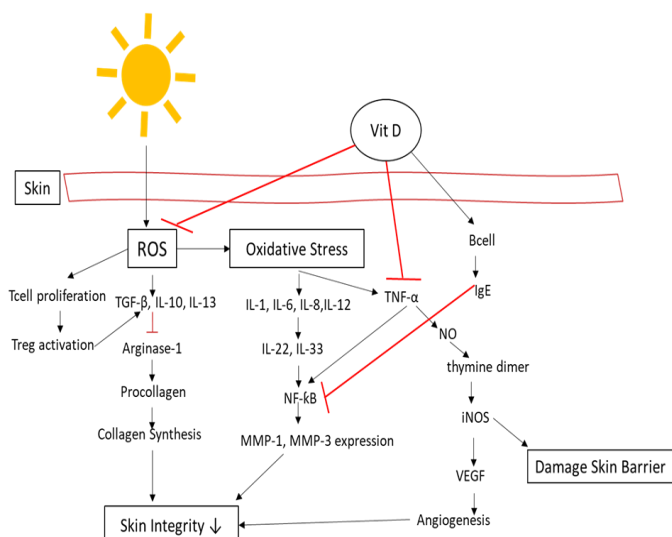 Vit D
Skin
Bcell
ROS
Oxidative Stress
IgE
Tcell proliferation
TGF-β, IL-10, IL-13
IL-1, IL-6, IL-8,IL-12
TNF-α
Treg activation
NO
Arginase-1
IL-22, IL-33
thymine dimer
Procollagen
NF-kB
iNOS
Collagen Synthesis
MMP-1, MMP-3 expression
VEGF
Damage Skin Barrier
Skin Integrity ↓
Angiogenesis